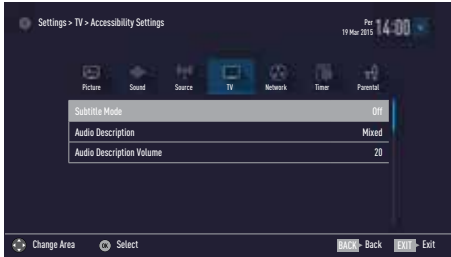 Settings > TV > Accessibility Settings
Per
19 Mar 2015 14:00
Picture Sound Source TV Network Timer Parental
Subtitle Mode Off
Audio Description Mixed
Audio Description Volume 20
Change Area OK Select BACK Back EXIT Exit